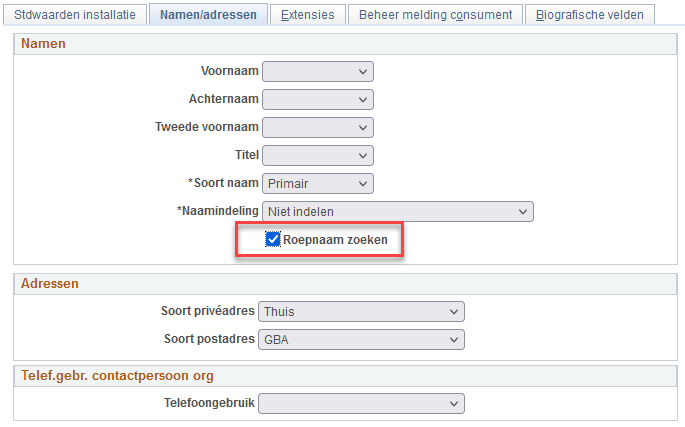 Stdwaarden installatie Namen/adressen Extensies Beheer melding consument Biografische velden
Namen
Voornaam
Achternaam
Tweede voornaam
Titel
*Soort naam Primair
*Naamindeling Niet indelen
Roepnaam zoeken
Adressen
Soort privéadres Thuis
Soort postadres GBA
Telef.gebr. contactpersoon org
Telefoongebruik